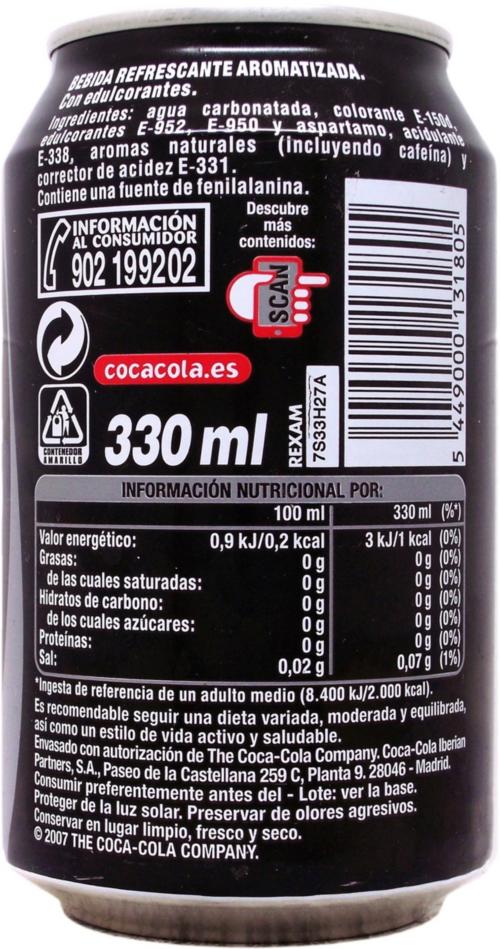 BEBIDA REFRESCANTE AROMATIZADA.
Con edulcorantes.
Ingredientes: agua carbonatada, colorante E-150d,
edulcorantes E-952, E-950 y aspartamo, acidulante
E-338, aromas naturales (incluyendo cafeína) y
corrector de acidez E-331.
Contiene una fuente de fenilalanina.
INFORMACIÓN
AL CONSUMIDOR
902 199202
Descubre
más
contenidos:
SCAN
cocacola.es
CONTENEDOR
AMARILLO
330 ml
REXAM
7S33H27A
5 449000 131805
INFORMACIÓN NUTRICIONAL POR:
100 ml 330 ml (%*)
Valor energético: 0,9 kJ/0,2 kcal 3 kJ/1 kcal (0%)
Grasas: 0 g 0 g (0%)
de las cuales saturadas: 0 g 0 g (0%)
Hidratos de carbono: 0 g 0 g (0%)
de los cuales azúcares: 0 g 0 g (0%)
Proteínas: 0 g 0 g (0%)
Sal: 0,02 g 0,07 g (1%)
*Ingesta de referencia de un adulto medio (8.400 kJ/2.000 kcal).
Es recomendable seguir una dieta variada, moderada y equilibrada,
así como un estilo de vida activo y saludable.
Envasado con autorización de The Coca-Cola Company. Coca-Cola Iberian
Partners, S.A., Paseo de la Castellana 259 C, Planta 9. 28046 - Madrid.
Consumir preferentemente antes del - Lote: ver la base.
Proteger de la luz solar. Preservar de olores agresivos.
Conservar en lugar limpio, fresco y seco.
© 2007 THE COCA-COLA COMPANY.